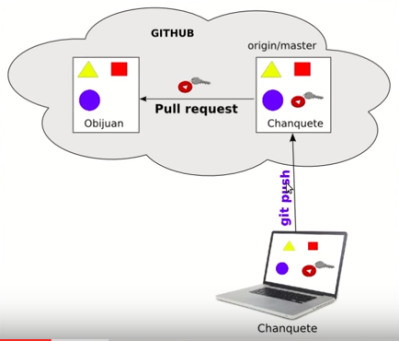 GITHUB
origin/master
Pull request
Obijuan
Chanquete
git push
Chanquete